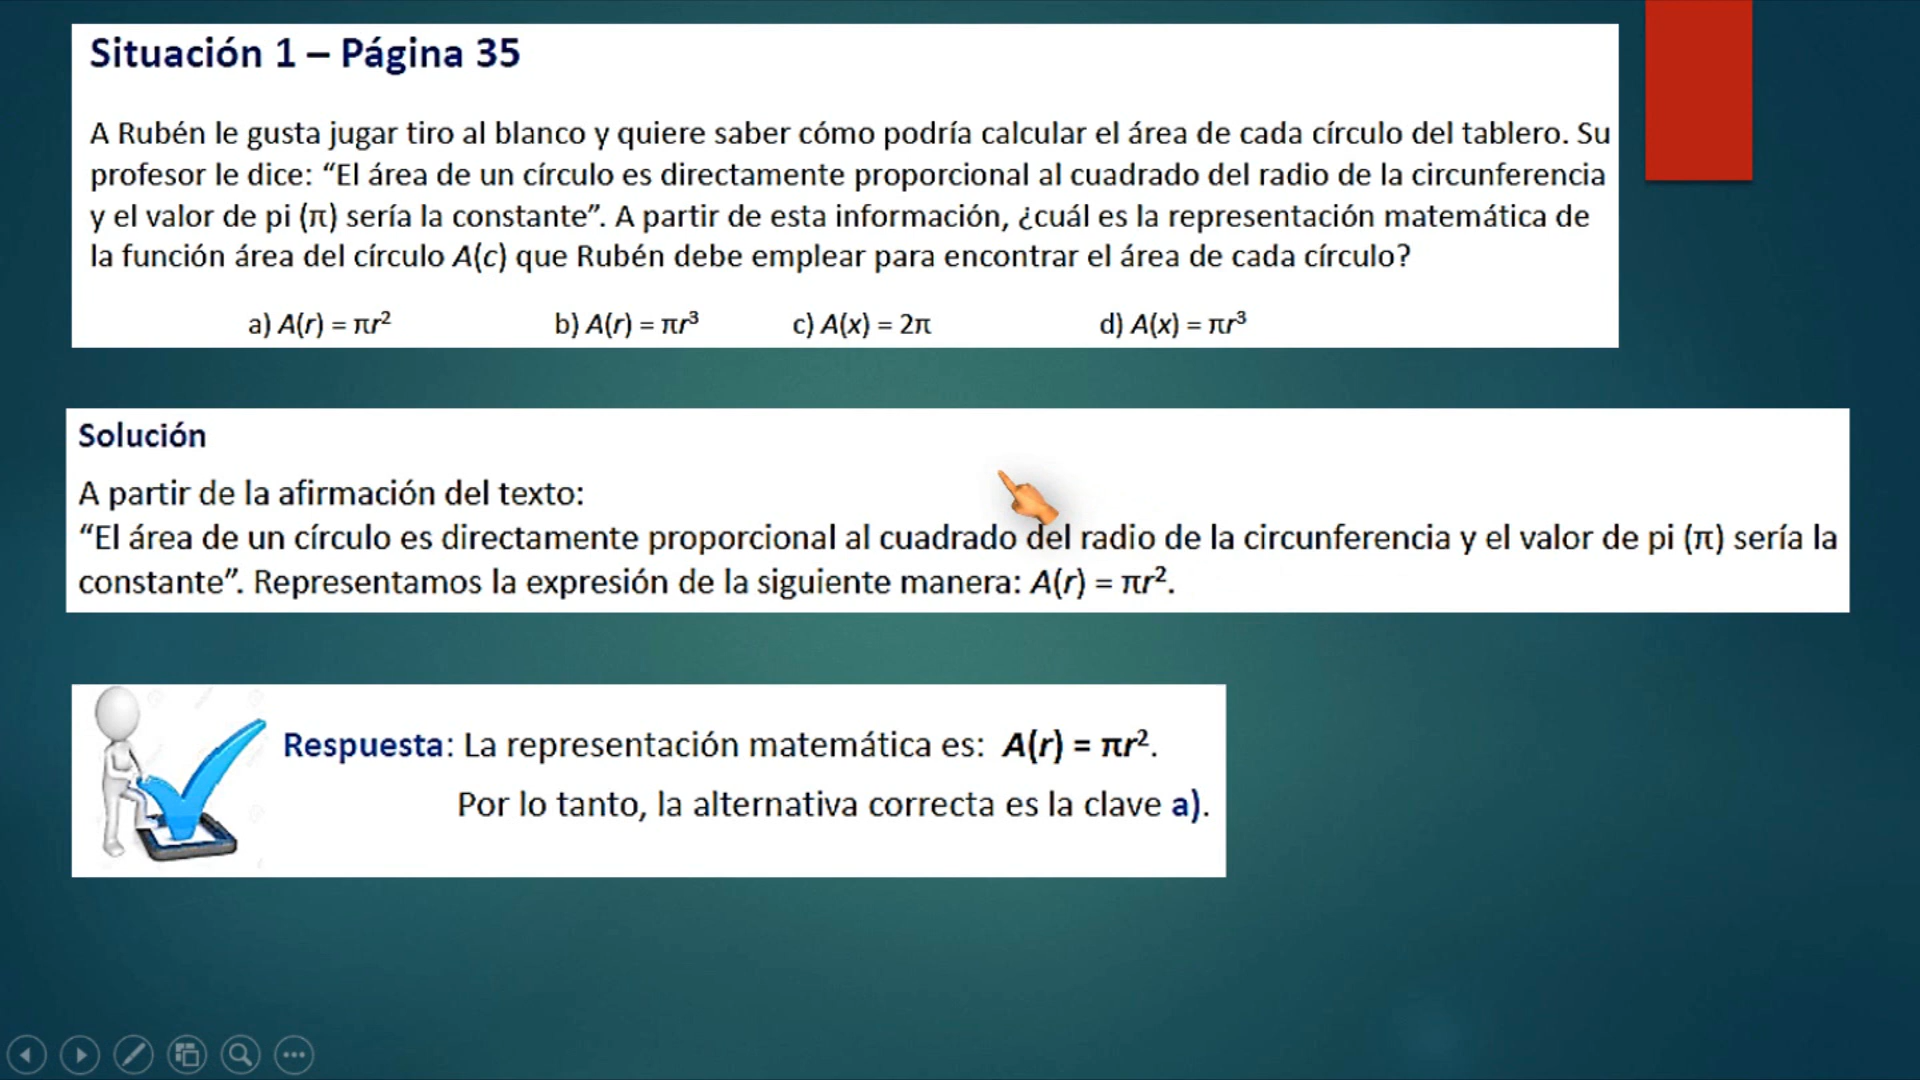 Situación 1 – Página 35
A Rubén le gusta jugar tiro al blanco y quiere saber cómo podría calcular el área de cada círculo del tablero. Su
profesor le dice: “El área de un círculo es directamente proporcional al cuadrado del radio de la circunferencia
y el valor de pi (π) sería la constante”. A partir de esta información, ¿cuál es la representación matemática de
la función área del círculo A(c) que Rubén debe emplear para encontrar el área de cada círculo?
a) A(r) = πr² b) A(r) = πr³ c) A(x) = 2π d) A(x) = πr³
Solución
A partir de la afirmación del texto:
“El área de un círculo es directamente proporcional al cuadrado del radio de la circunferencia y el valor de pi (π) sería la
constante”. Representamos la expresión de la siguiente manera: A(r) = πr².
Respuesta: La representación matemática es: A(r) = πr².
Por lo tanto, la alternativa correcta es la clave a).